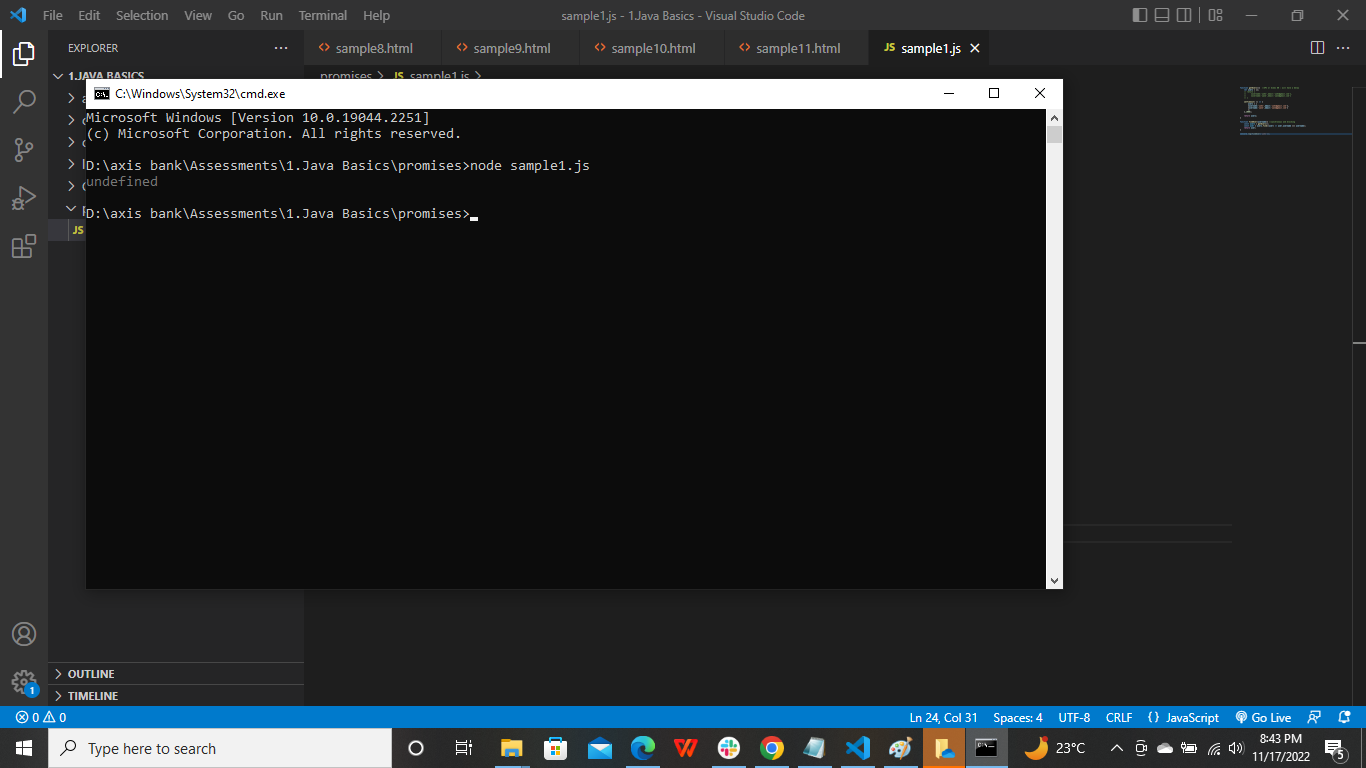 File Edit Selection View Go Run Terminal Help
sample1.js - 1Java Basics - Visual Studio Code
EXPLORER
sample8.html
sample9.html
sample10.html
sample11.html
JS sample1.js
1JAVA BASICS
promises > JS sample1.js >
C:\Windows\System32\cmd.exe
Microsoft Windows [Version 10.0.19044.2251]
(c) Microsoft Corporation. All rights reserved.
D:\axis bank\Assessments\1.Java Basics\promises>node sample1.js
undefined
D:\axis bank\Assessments\1.Java Basics\promises>
JS
OUTLINE
TIMELINE
1
0 0
Ln 24, Col 31 Spaces: 4 UTF-8 CRLF {} JavaScript Go Live
Type here to search
23°C
8:43 PM
11/17/2022
5